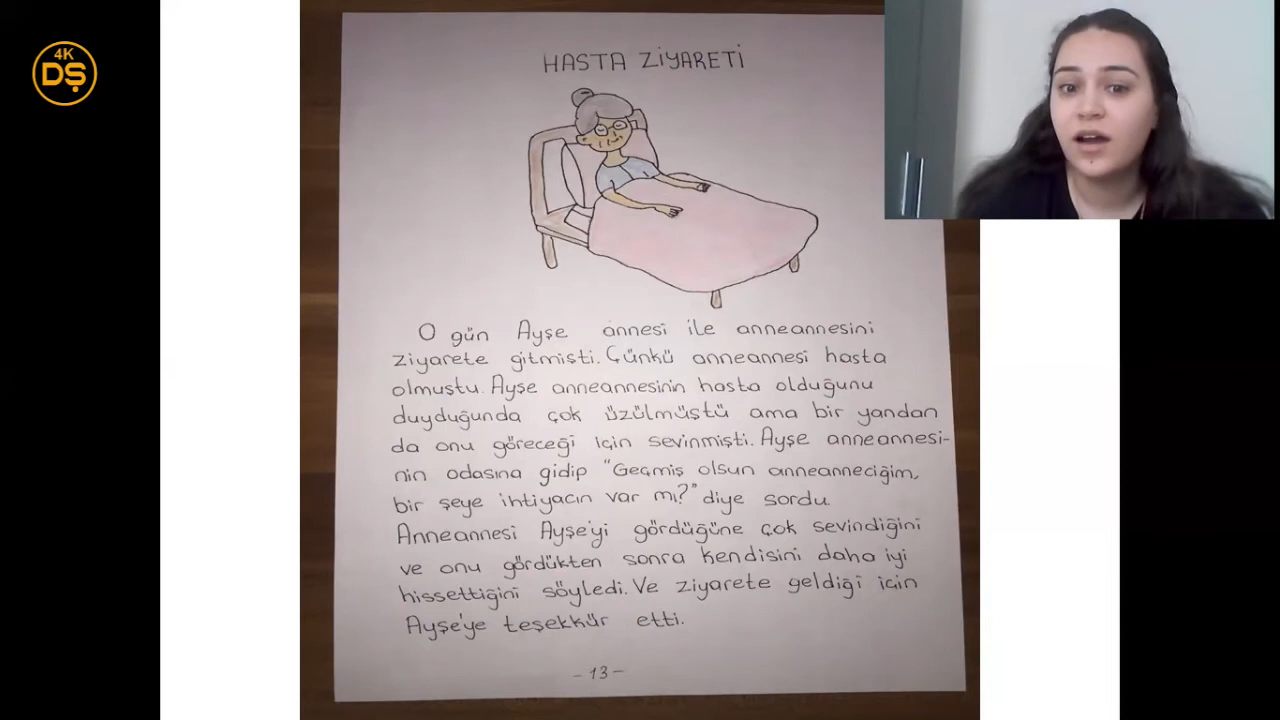 4K
DŞ
HASTA ZİYARETİ
O gün Ayşe annesi ile anneannesini
ziyarete gitmişti. Çünkü anneannesi hasta
olmuştu. Ayşe anneannesinin hasta olduğunu
duyduğunda çok üzülmüştü ama bir yandan
da onu göreceği için sevinmişti. Ayşe anneannesi-
nin odasına gidip "Geçmiş olsun anneanneciğim,
bir şeye ihtiyacın var mı?" diye sordu.
Anneannesi Ayşe'yi gördüğüne çok sevindiğini
ve onu gördükten sonra kendisini daha iyi
hissettiğini söyledi. Ve ziyarete geldiği için
Ayşe'ye teşekkür etti.
-13-